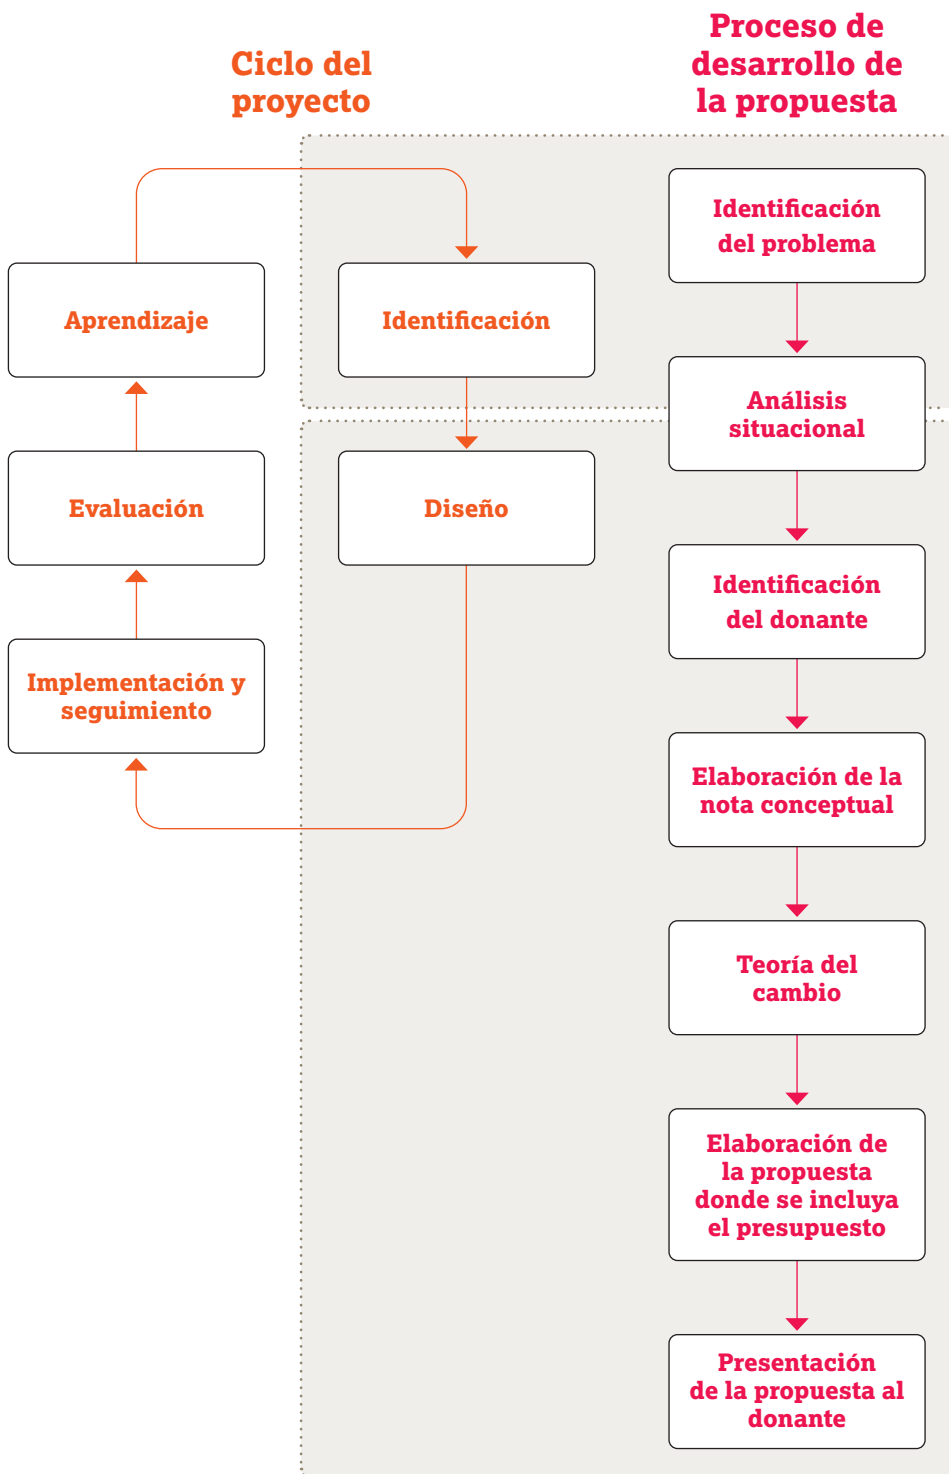 Ciclo del
proyecto
Proceso de
desarrollo de
la propuesta
Aprendizaje
Identificación
Evaluación
Diseño
Implementación y
seguimiento
Identificación
del problema
Análisis
situacional
Identificación
del donante
Elaboración de la
nota conceptual
Teoría del
cambio
Elaboración de
la propuesta
donde se incluya
el presupuesto
Presentación
de la propuesta al
donante